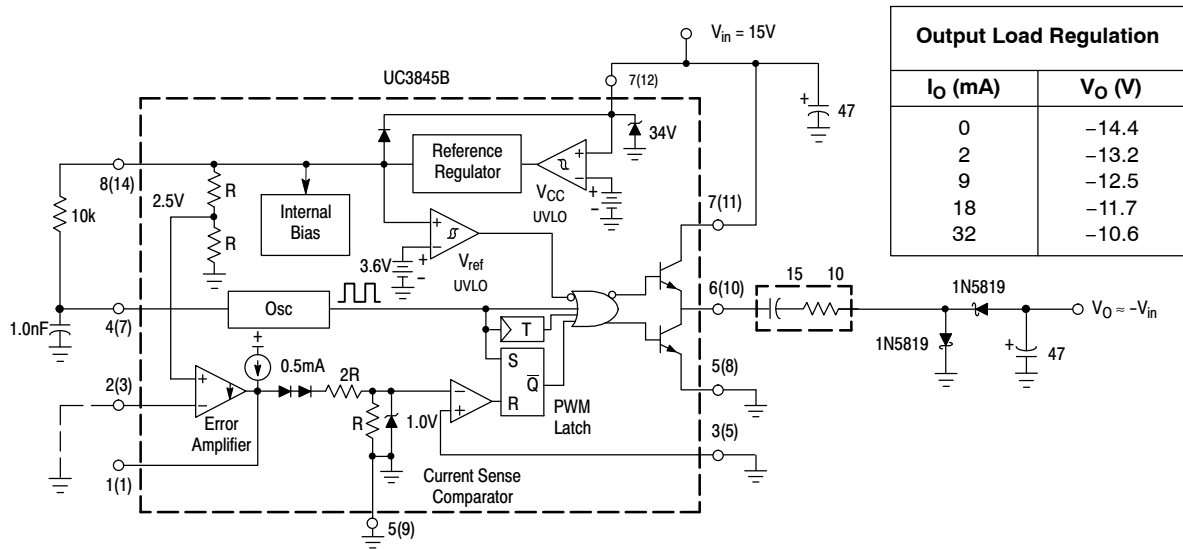 V_in = 15V
Output Load Regulation
I_O (mA) V_O (V)
0 −14.4
2 −13.2
9 −12.5
18 −11.7
32 −10.6
UC3845B
7(12)
+ 47
34V
8(14)
Reference Regulator
+
−
V_CC
UVLO
+
−
2.5V
R
R
10k
Internal Bias
7(11)
+
−
V_ref
UVLO
3.6V
+
−
15 10
6(10)
1N5819
V_O ≈ −V_in
Osc
4(7)
1.0nF
T
1N5819
+ 47
+
0.5mA
S
Q̅
R
5(8)
2(3)
+
−
2R
−
+
PWM Latch
R
1.0V
Error Amplifier
3(5)
1(1)
Current Sense Comparator
5(9)